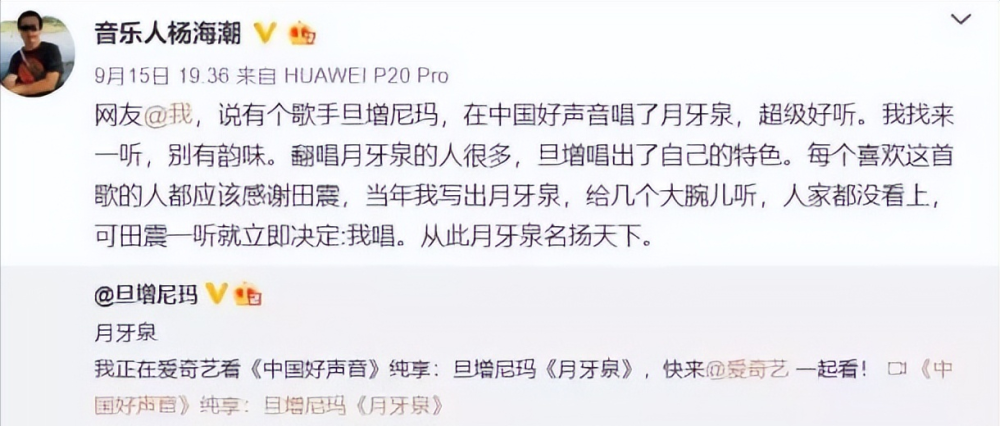 音乐人杨海潮
9月15日 19.36 来自 HUAWEI P20 Pro
网友@我，说有个歌手旦增尼玛，在中国好声音唱了月牙泉，超级好听。我找来
一听，别有韵味。翻唱月牙泉的人很多，旦增唱出了自己的特色。每个喜欢这首
歌的人都应该感谢田震，当年我写出月牙泉，给几个大腕儿听，人家都没看上，
可田震一听就立即决定:我唱。从此月牙泉名扬天下。
@旦增尼玛
月牙泉
我正在爱奇艺看《中国好声音》纯享：旦增尼玛《月牙泉》，快来@爱奇艺 一起看！ 《中
国好声音》纯享：旦增尼玛《月牙泉》